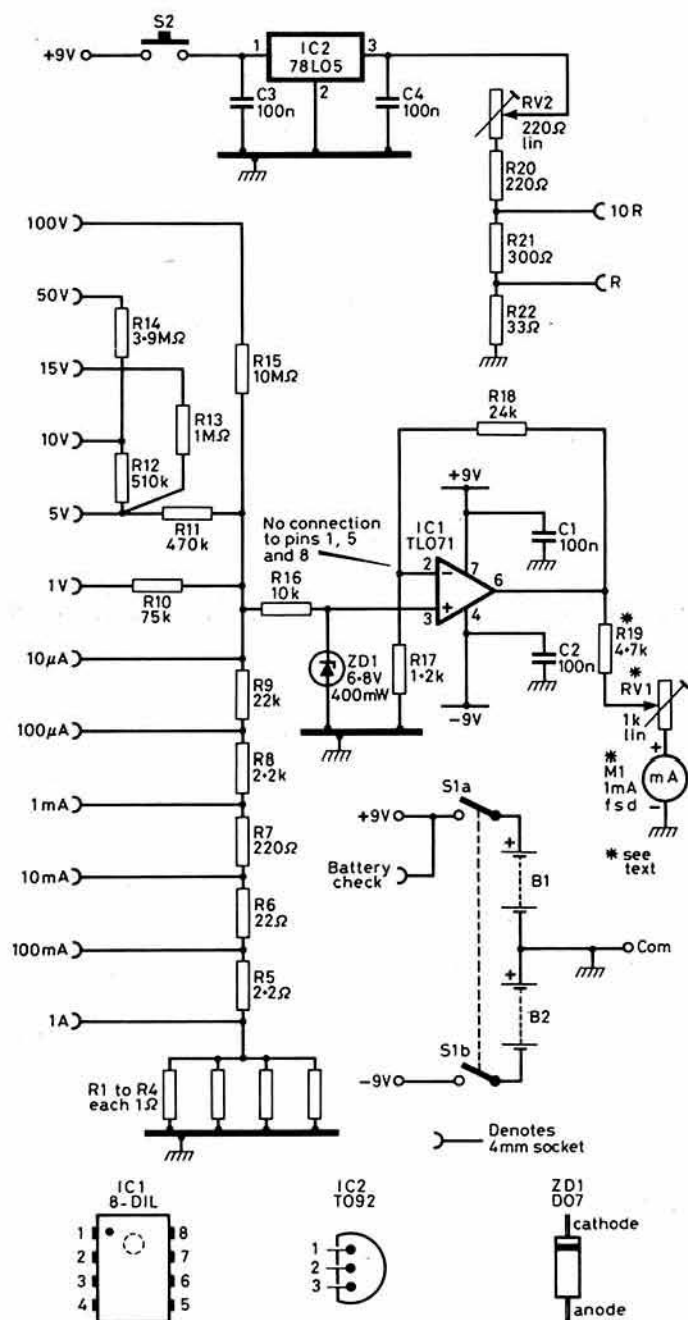 S2
+9V
1
IC2
78L05
3
2
C3
100n
C4
100n
RV2
220Ω
lin
R20
220Ω
10R
R21
300Ω
R
R22
33Ω
100V
50V
R14
3·9MΩ
15V
R15
10MΩ
R13
1MΩ
10V
R12
510k
5V
R11
470k
R18
24k
+9V
IC1
TL071
C1
100n
No connection
to pins 1, 5
and 8
2
−
7
6
+
3
4
1V
R10
75k
R16
10k
10µA
ZD1
6·8V
400mW
R17
1·2k
C2
100n
−9V
*
R19
4·7k
*
RV1
1k
lin
R9
22k
100µA
R8
2·2k
1mA
+
*
M1
1mA
fsd
−
mA
R7
220Ω
S1a
+9V
* see
text
Battery
check
+
B1
10mA
R6
22Ω
100mA
Com
R5
2·2Ω
+
B2
1A
S1b
−9V
R1 to R4
each 1Ω
Denotes
4mm socket
IC1
8-DIL
1 8
2 7
3 6
4 5
IC2
TO92
1
2
3
ZD1
DO7
cathode
anode